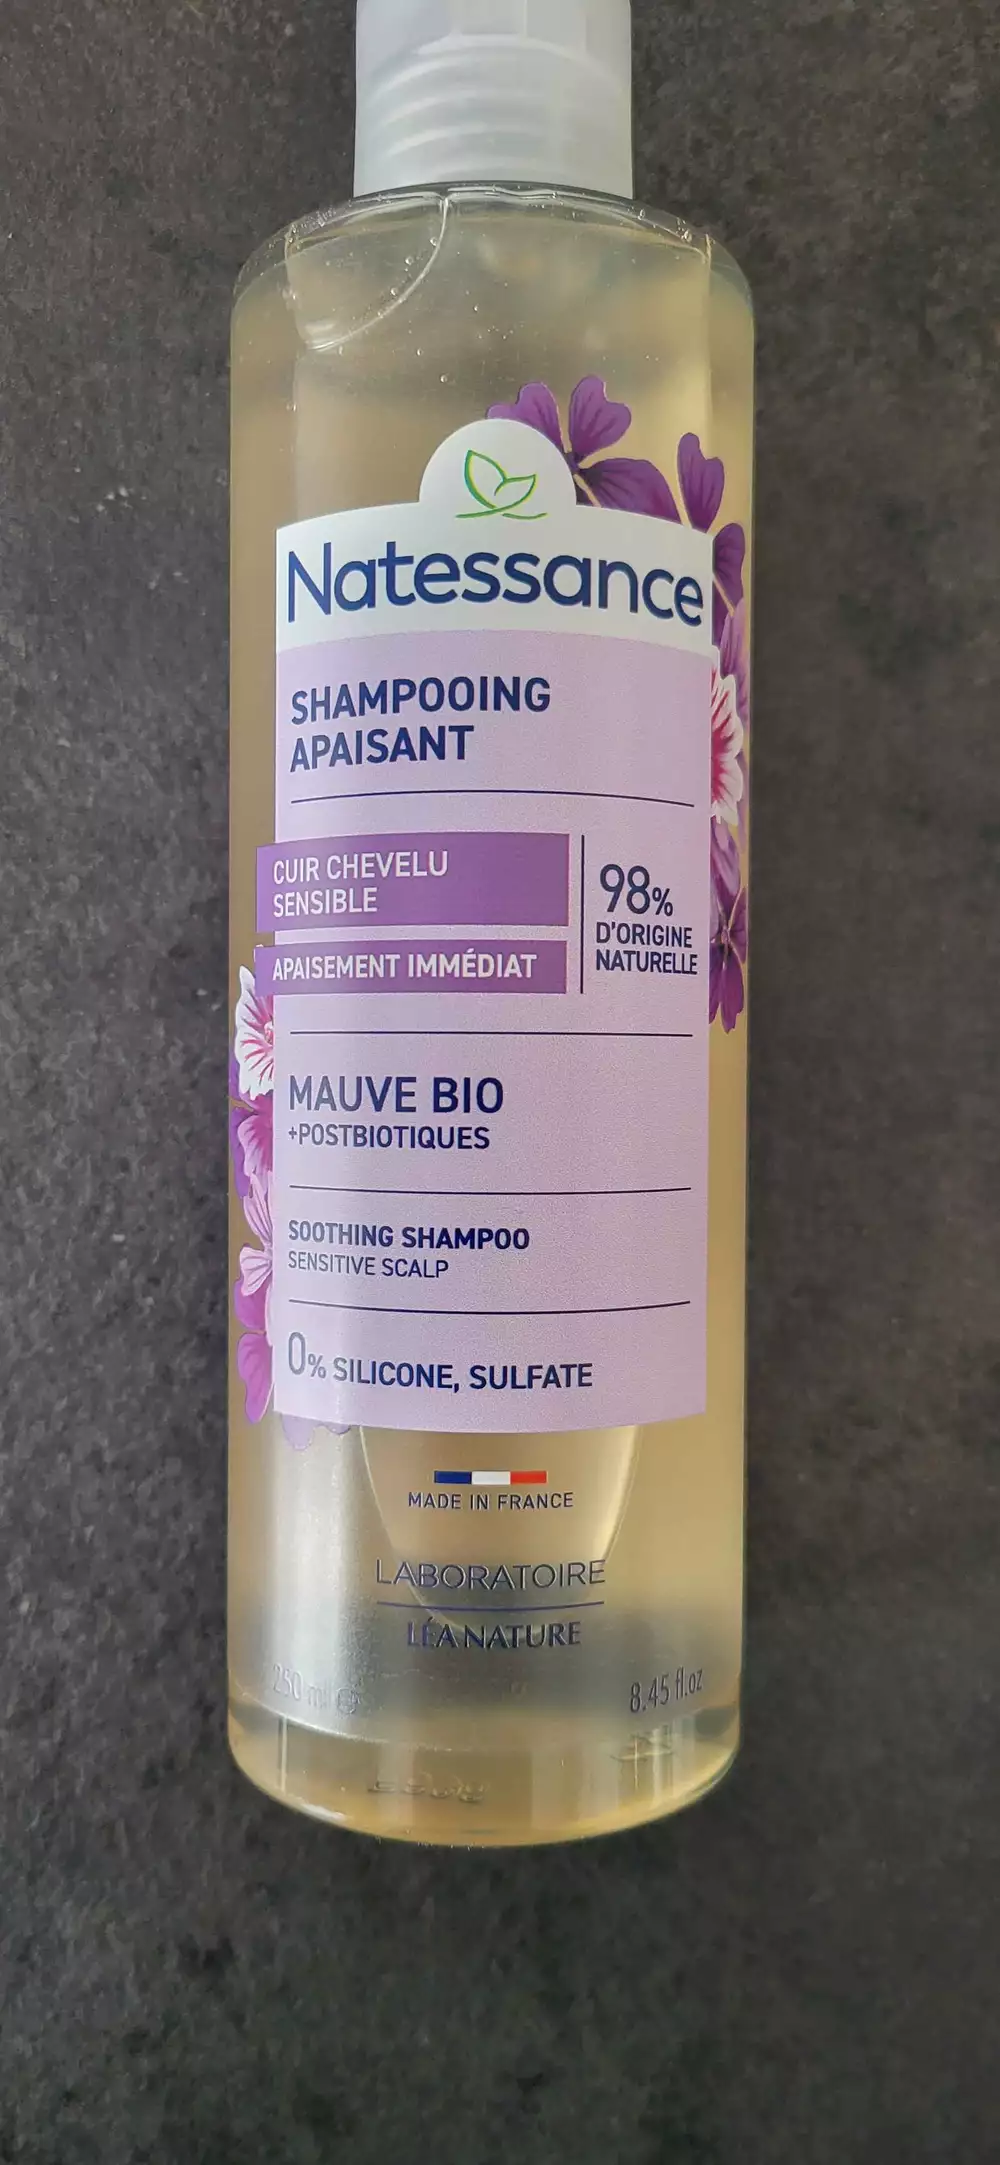 Natessance
SHAMPOOING
APAISANT
CUIR CHEVELU
SENSIBLE
APAISEMENT IMMÉDIAT
98%
D'ORIGINE
NATURELLE
MAUVE BIO
+POSTBIOTIQUES
SOOTHING SHAMPOO
SENSITIVE SCALP
0% SILICONE, SULFATE
MADE IN FRANCE
LABORATOIRE
LÉA NATURE
250 ml e
8.45 fl.oz